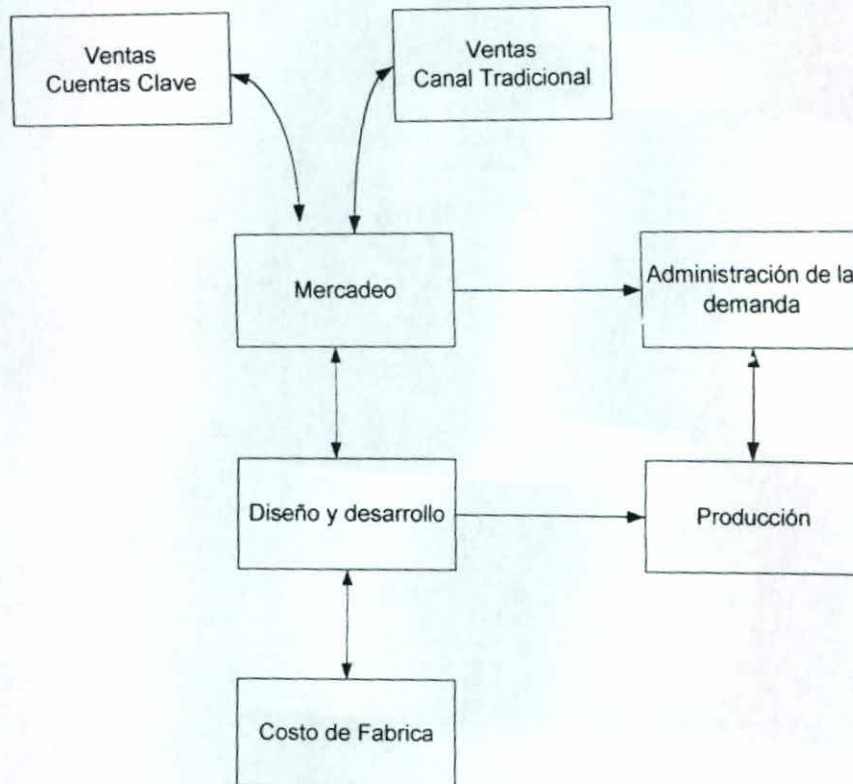 Ventas
Cuentas Clave
Ventas
Canal Tradicional
Mercadeo
Administración de la
demanda
Diseño y desarrollo
Producción
Costo de Fabrica